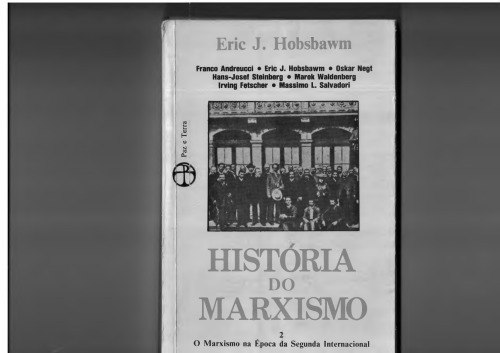 Eric J. Hobsbawm
Franco Andreucci • Eric J. Hobsbawm • Oskar Negt
Hans-Josef Steinberg • Marek Waldenberg
Irving Fetscher • Massimo L. Salvadori
Paz e Terra
HISTÓRIA
DO
MARXISMO
2
O Marxismo na Época da Segunda Internacional